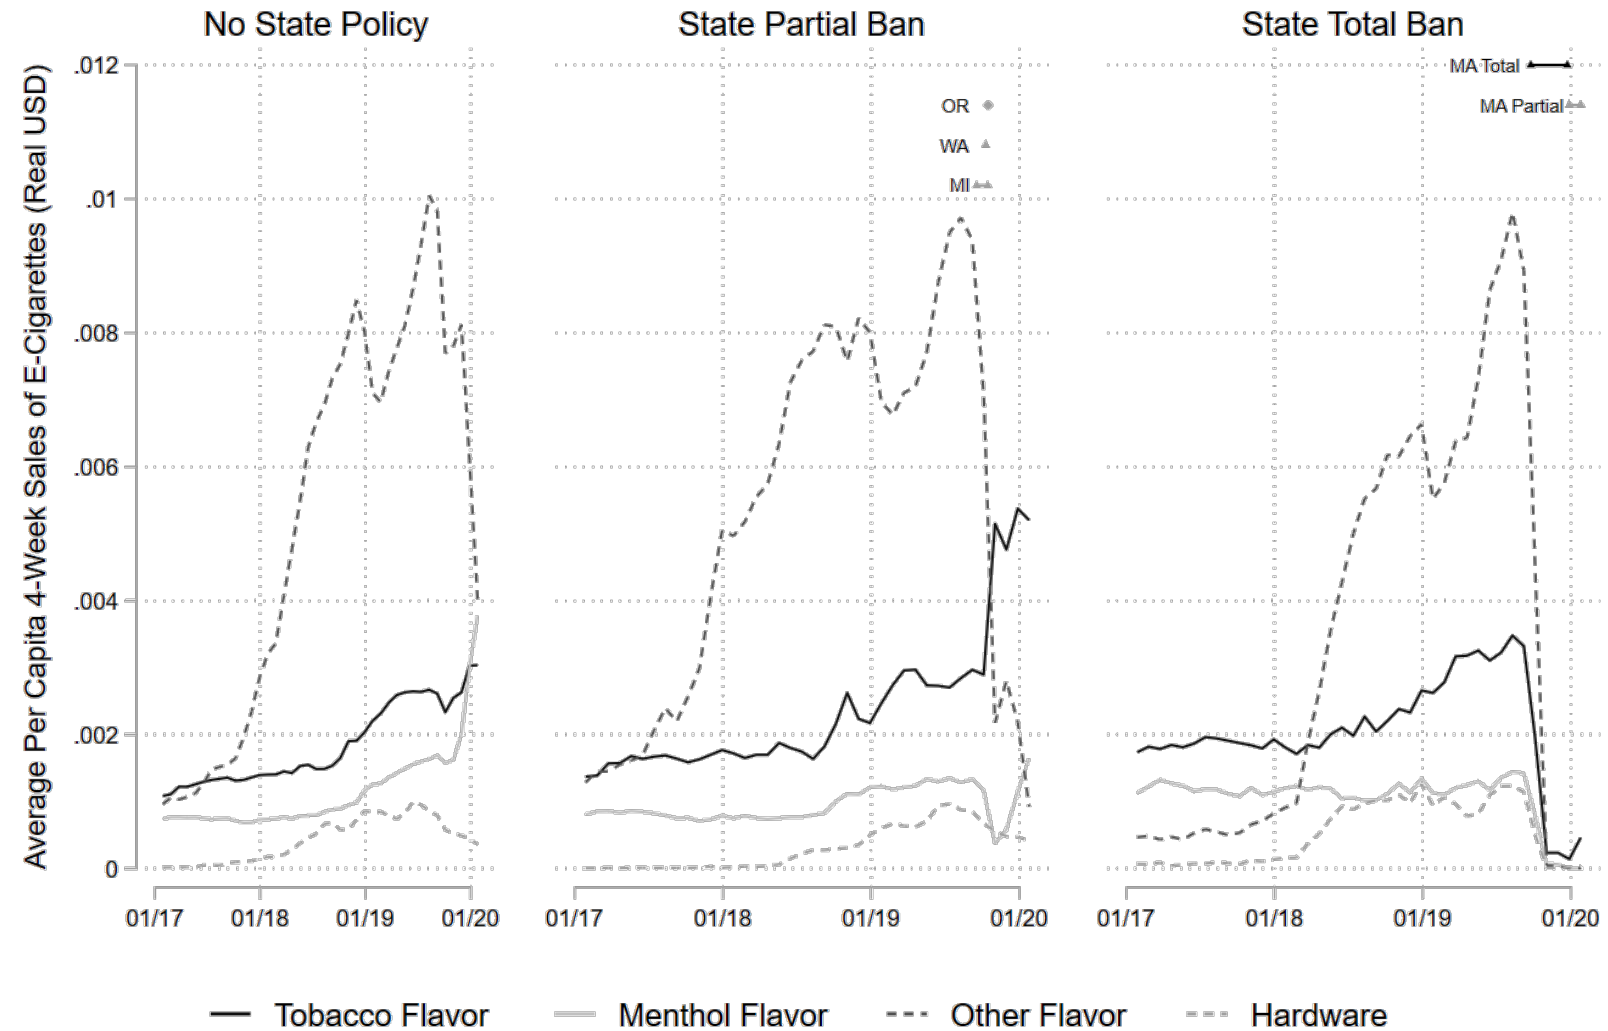 No State Policy State Partial Ban State Total Ban
Average Per Capita 4-Week Sales of E-Cigarettes (Real USD)
.012
.01
.008
.006
.004
.002
0
OR
WA
MI
MA Total
MA Partial
01/17 01/18 01/19 01/20 01/17 01/18 01/19 01/20 01/17 01/18 01/19 01/20
Tobacco Flavor Menthol Flavor Other Flavor Hardware